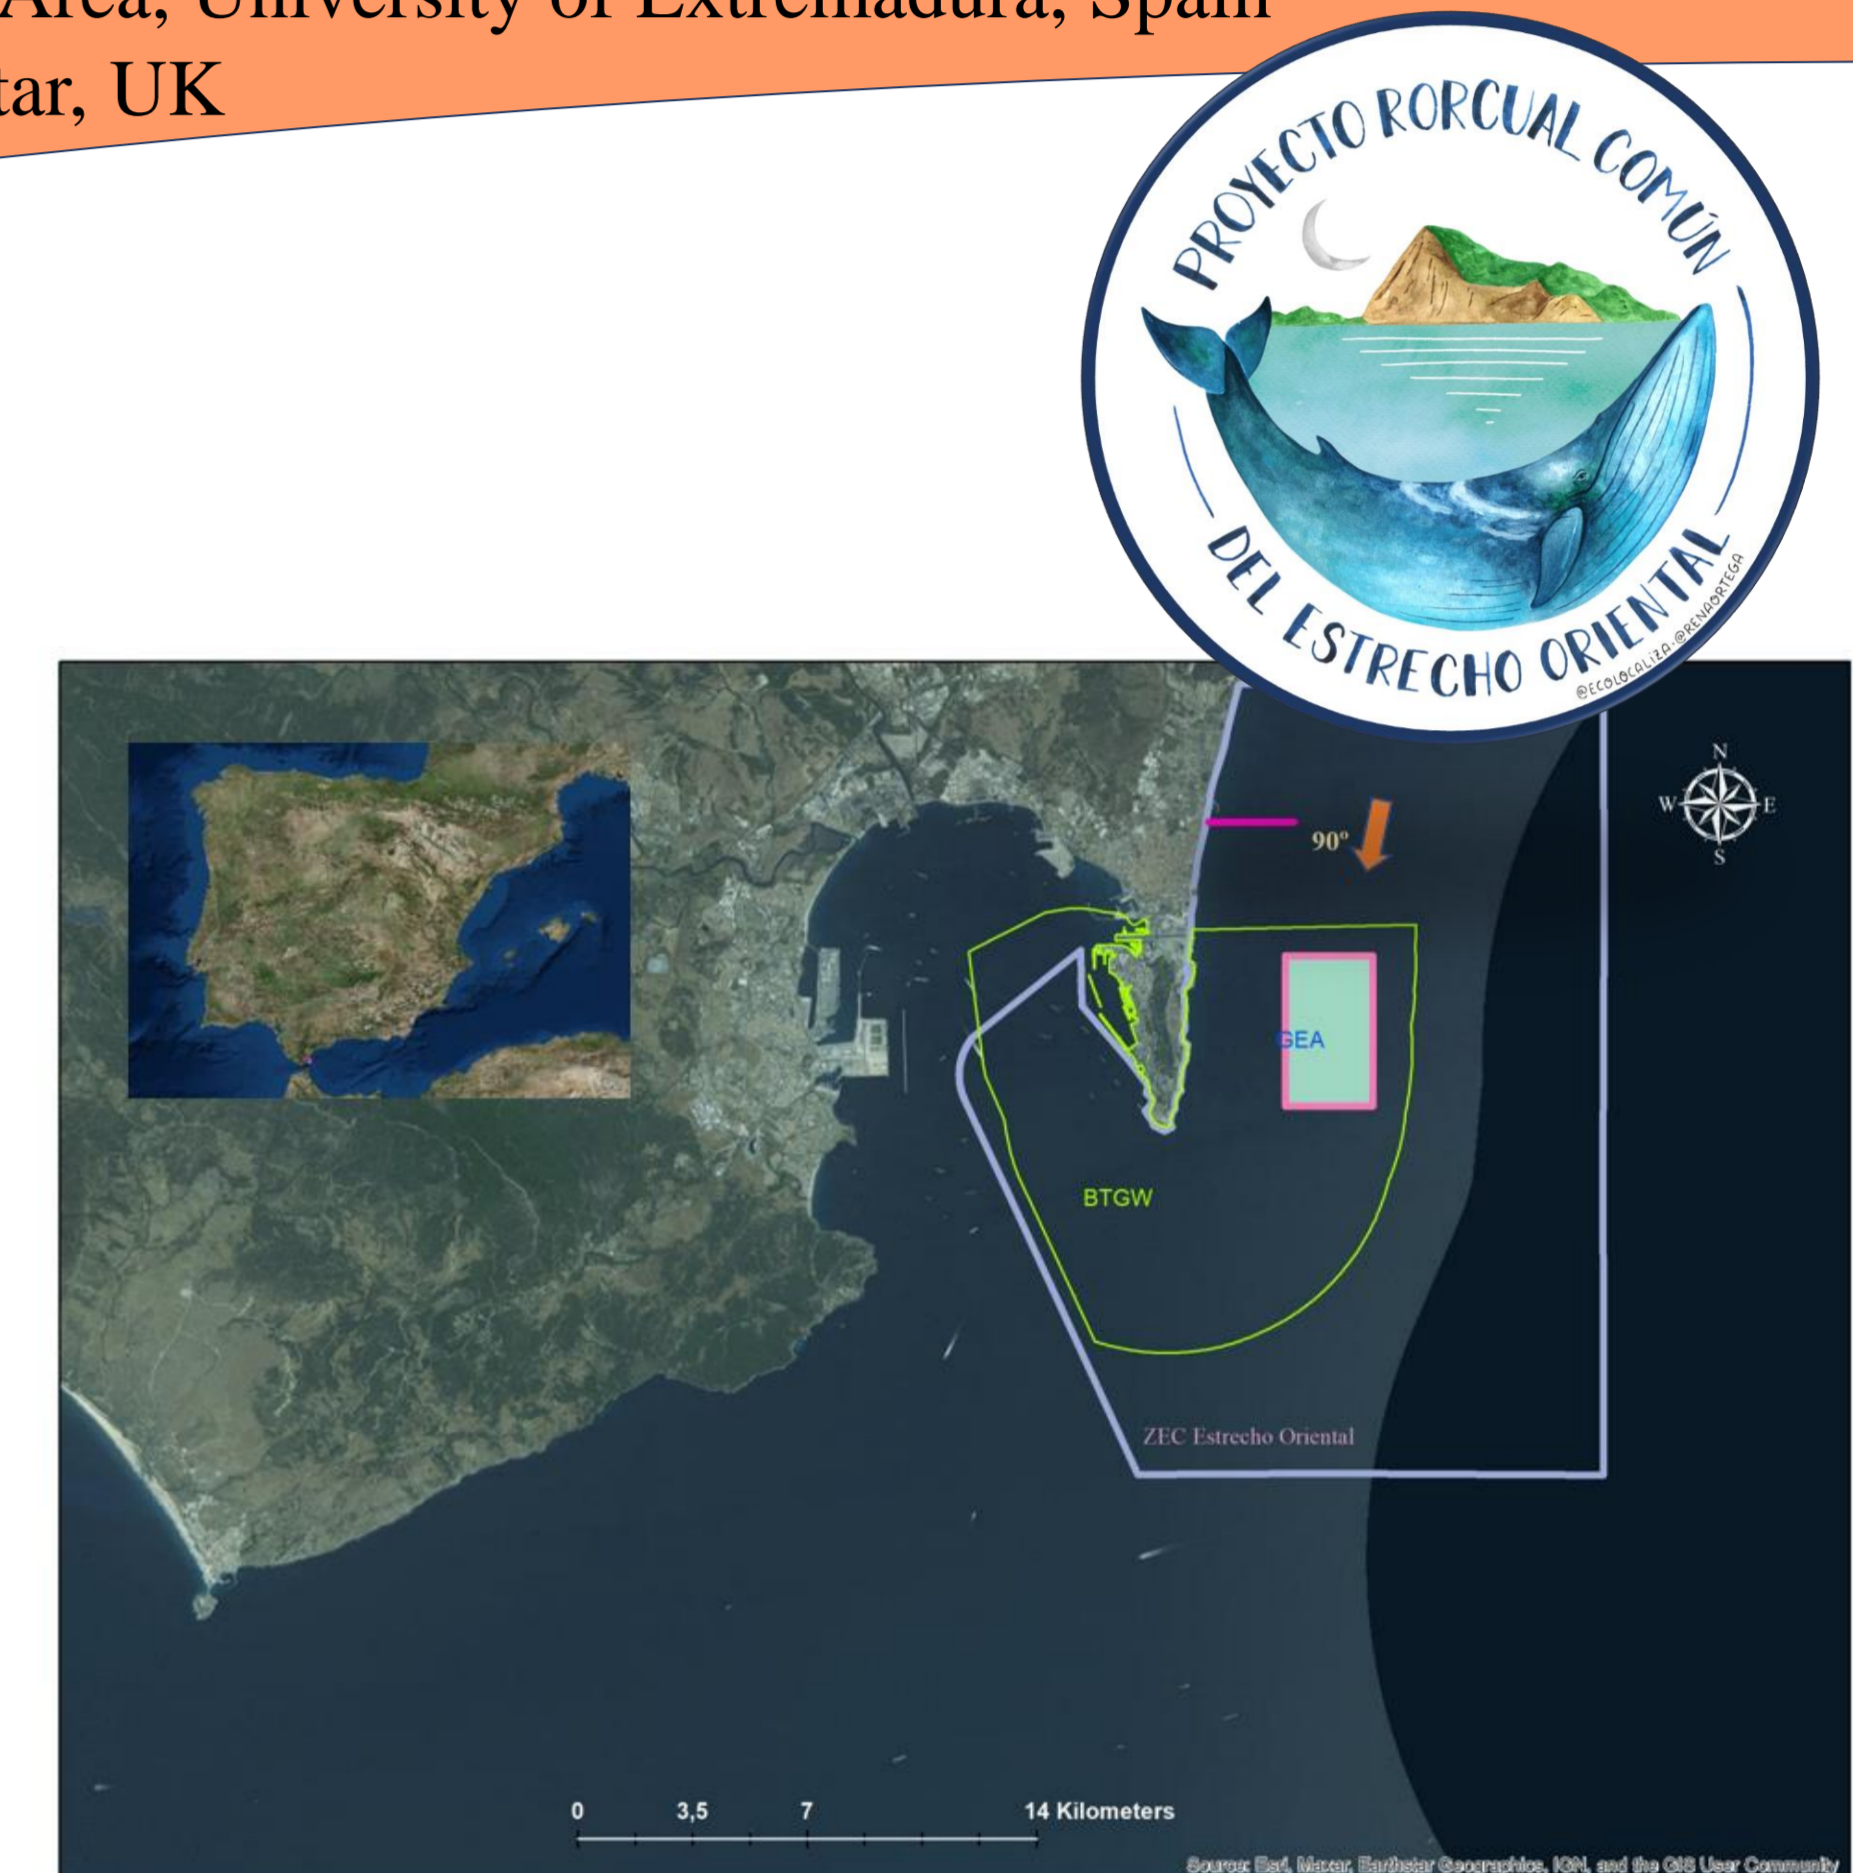 Area, University of Extremadura, Spain
tar, UK
PROYECTO RORCUAL COMÚN
DEL ESTRECHO ORIENTAL
@ECOLOCALIZA·@RENAORTEGA
N
W E
S
90º
GEA
BTGW
ZEC Estrecho Oriental
0 3,5 7 14 Kilometers
Source: Esri, Maxar, Earthstar Geographics, IGN, and the GIS User Community